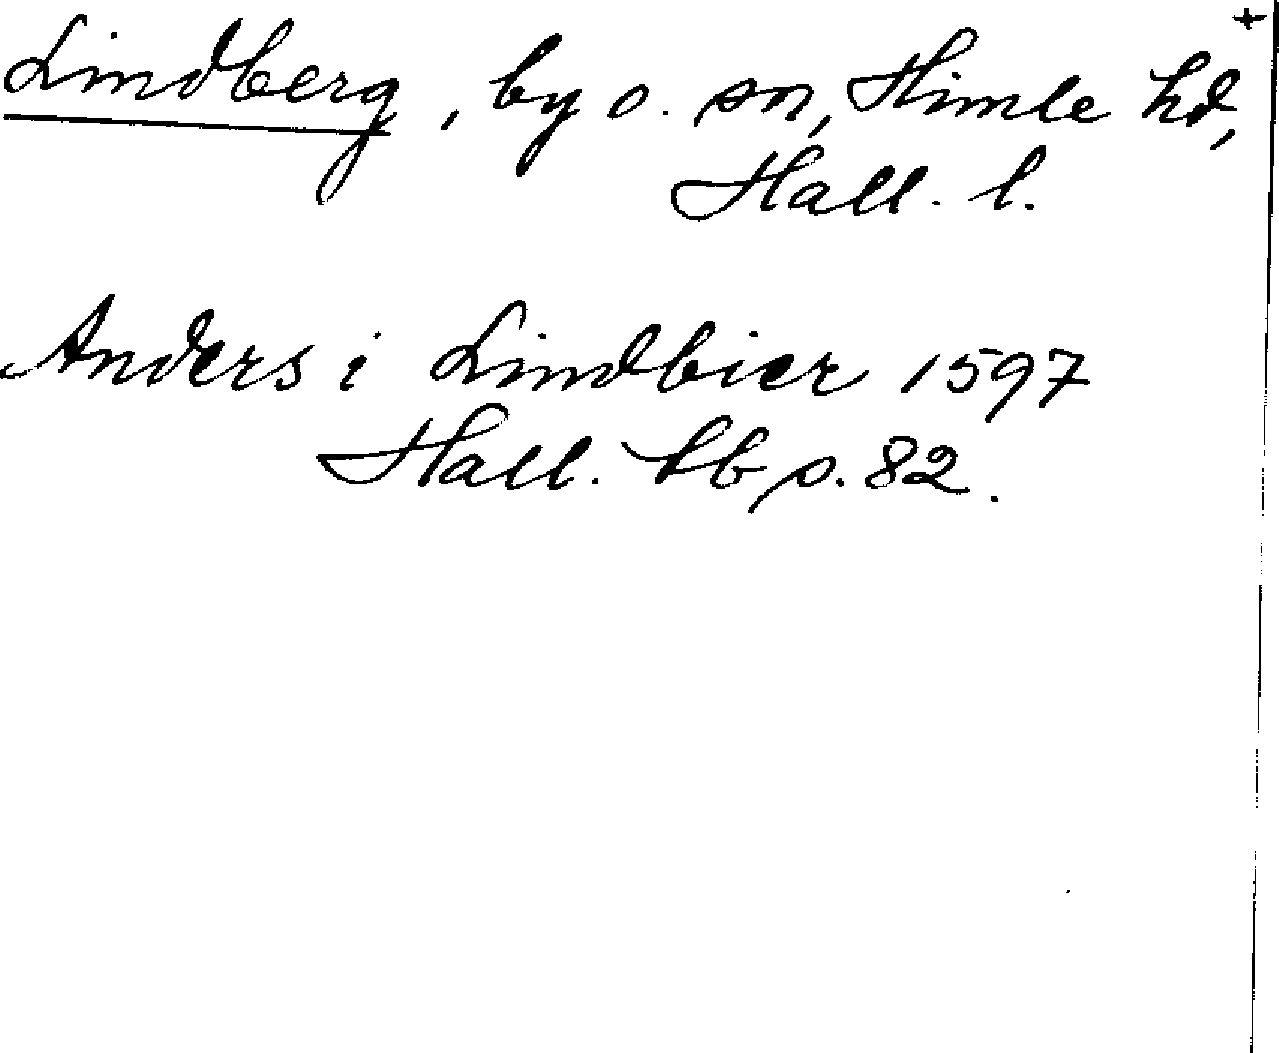 +
Lindberg, by o. sn, Himle hd,
Hall. l.
Anders i Lindbier 1597
Hall. lb s. 82.